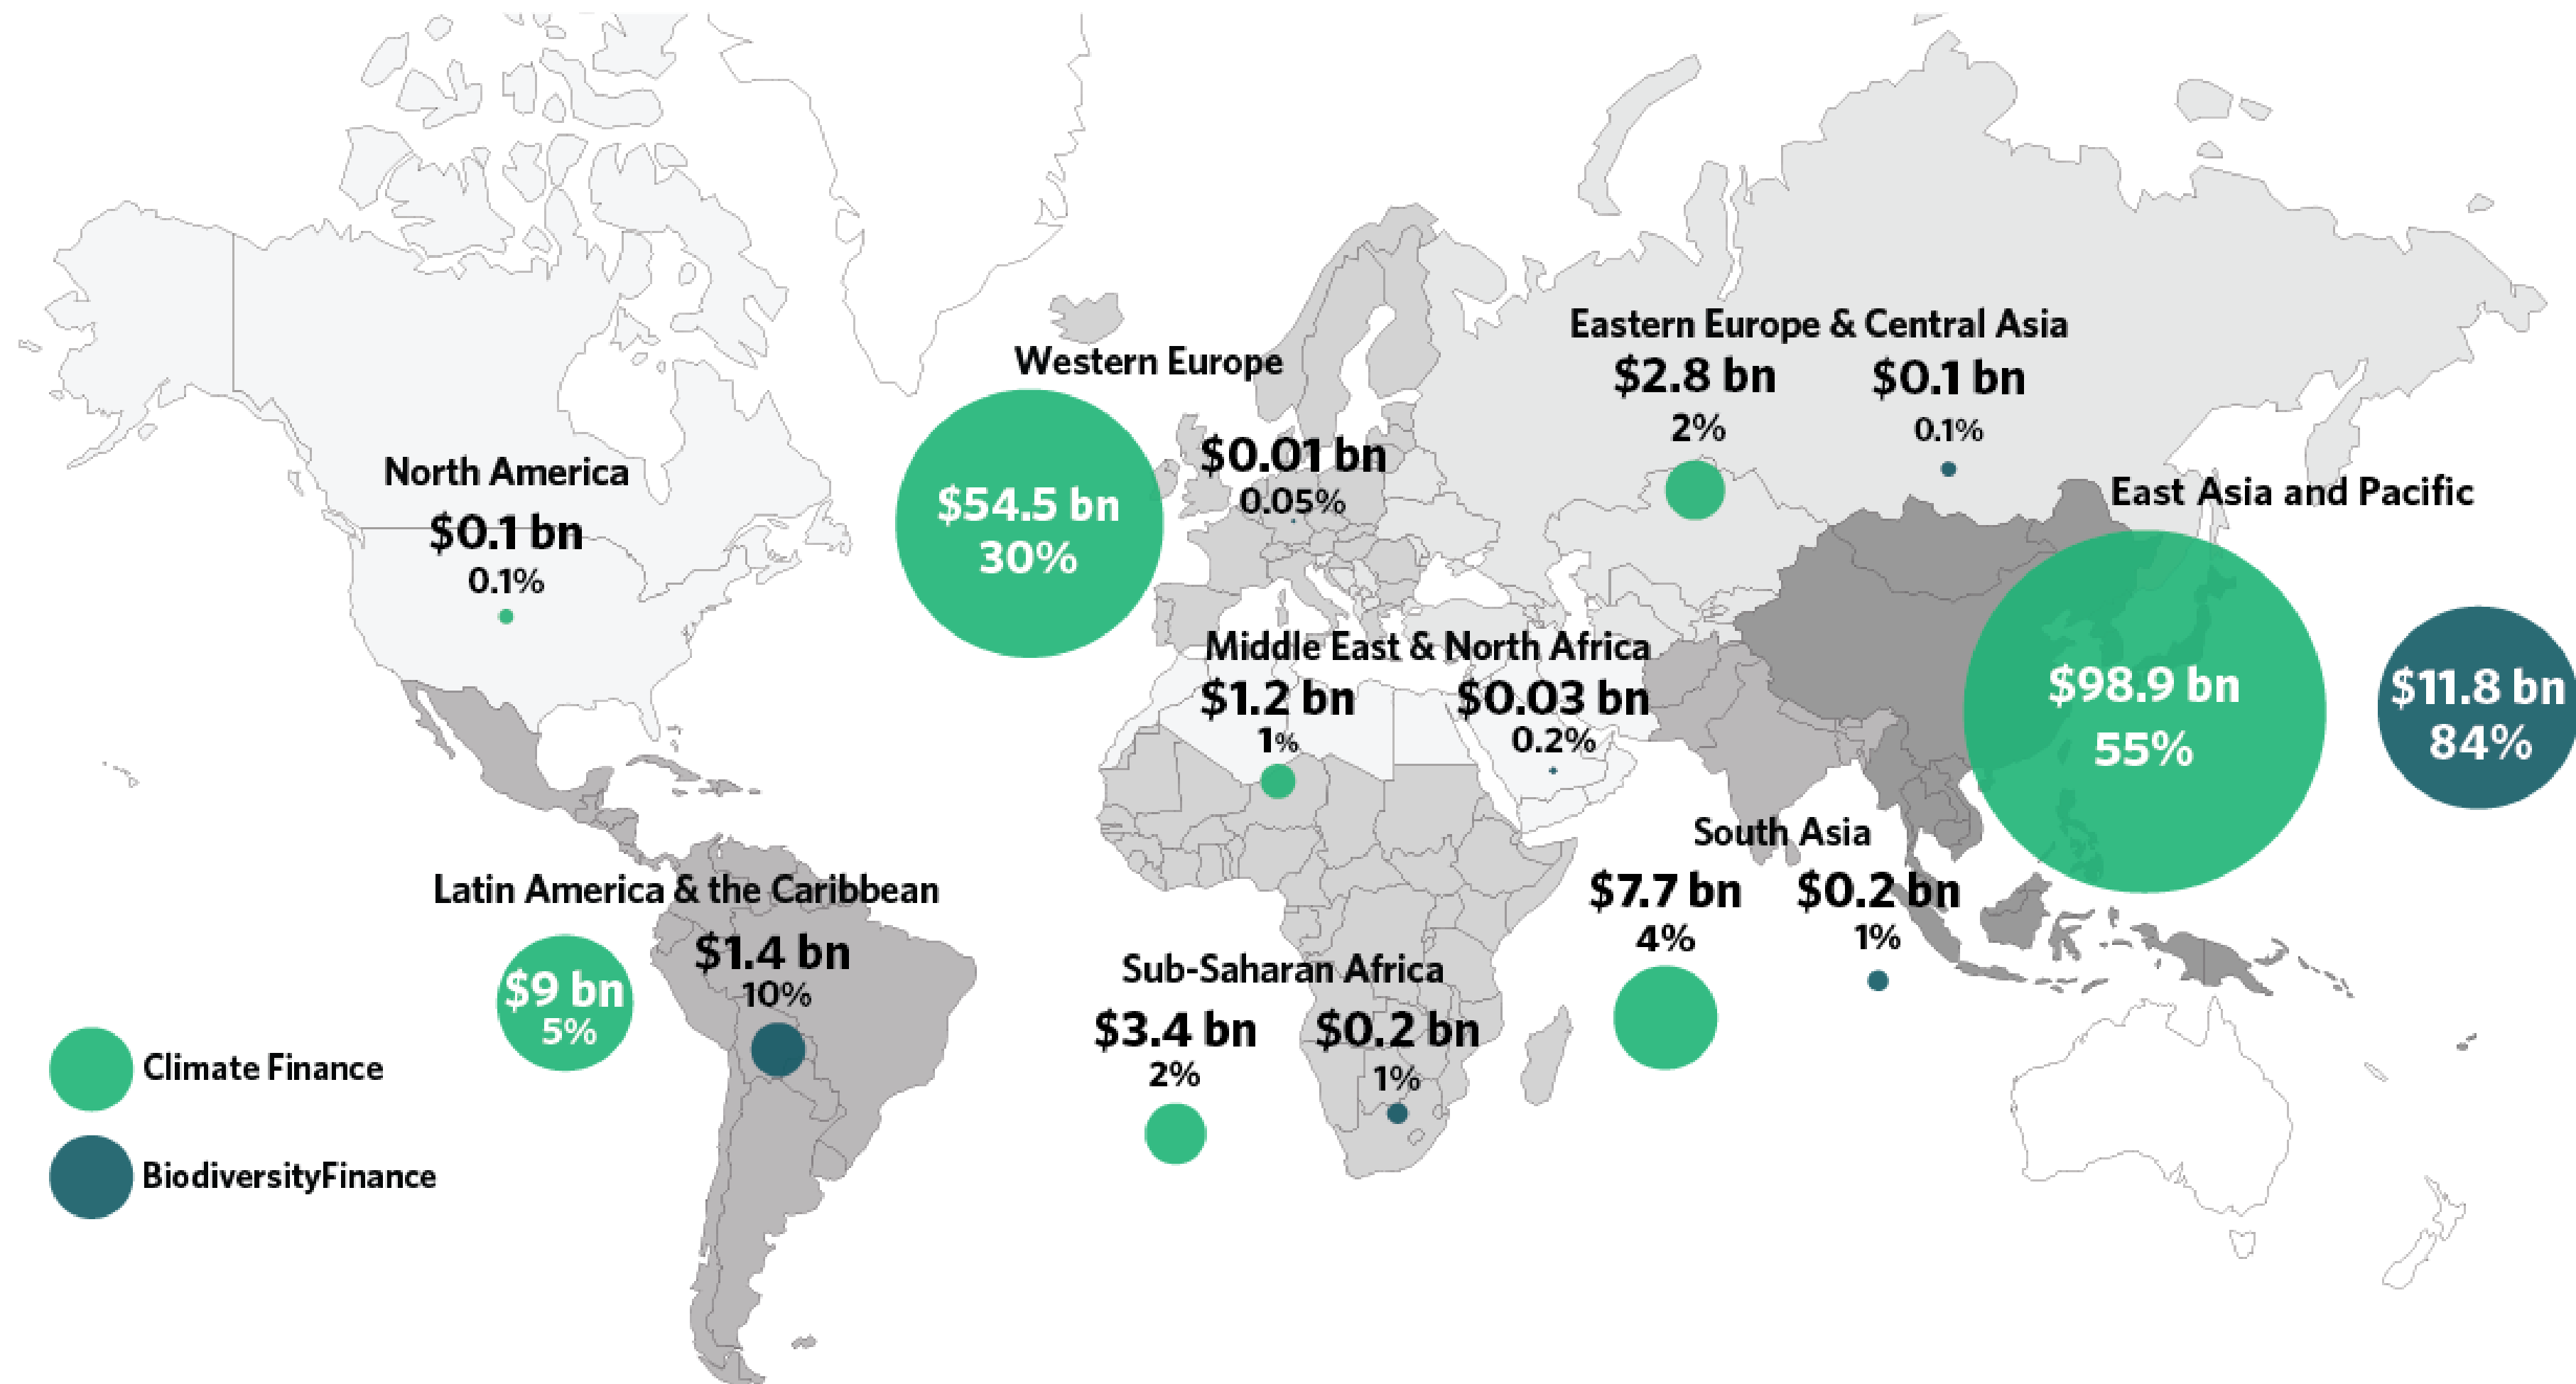 North America
$0.1 bn
0.1%
Western Europe
$54.5 bn
30%
$0.01 bn
0.05%
Eastern Europe & Central Asia
$2.8 bn
2%
$0.1 bn
0.1%
East Asia and Pacific
$98.9 bn
55%
$11.8 bn
84%
Middle East & North Africa
$1.2 bn
1%
$0.03 bn
0.2%
South Asia
$7.7 bn
4%
$0.2 bn
1%
Latin America & the Caribbean
$9 bn
5%
$1.4 bn
10%
Sub-Saharan Africa
$3.4 bn
2%
$0.2 bn
1%
Climate Finance
BiodiversityFinance